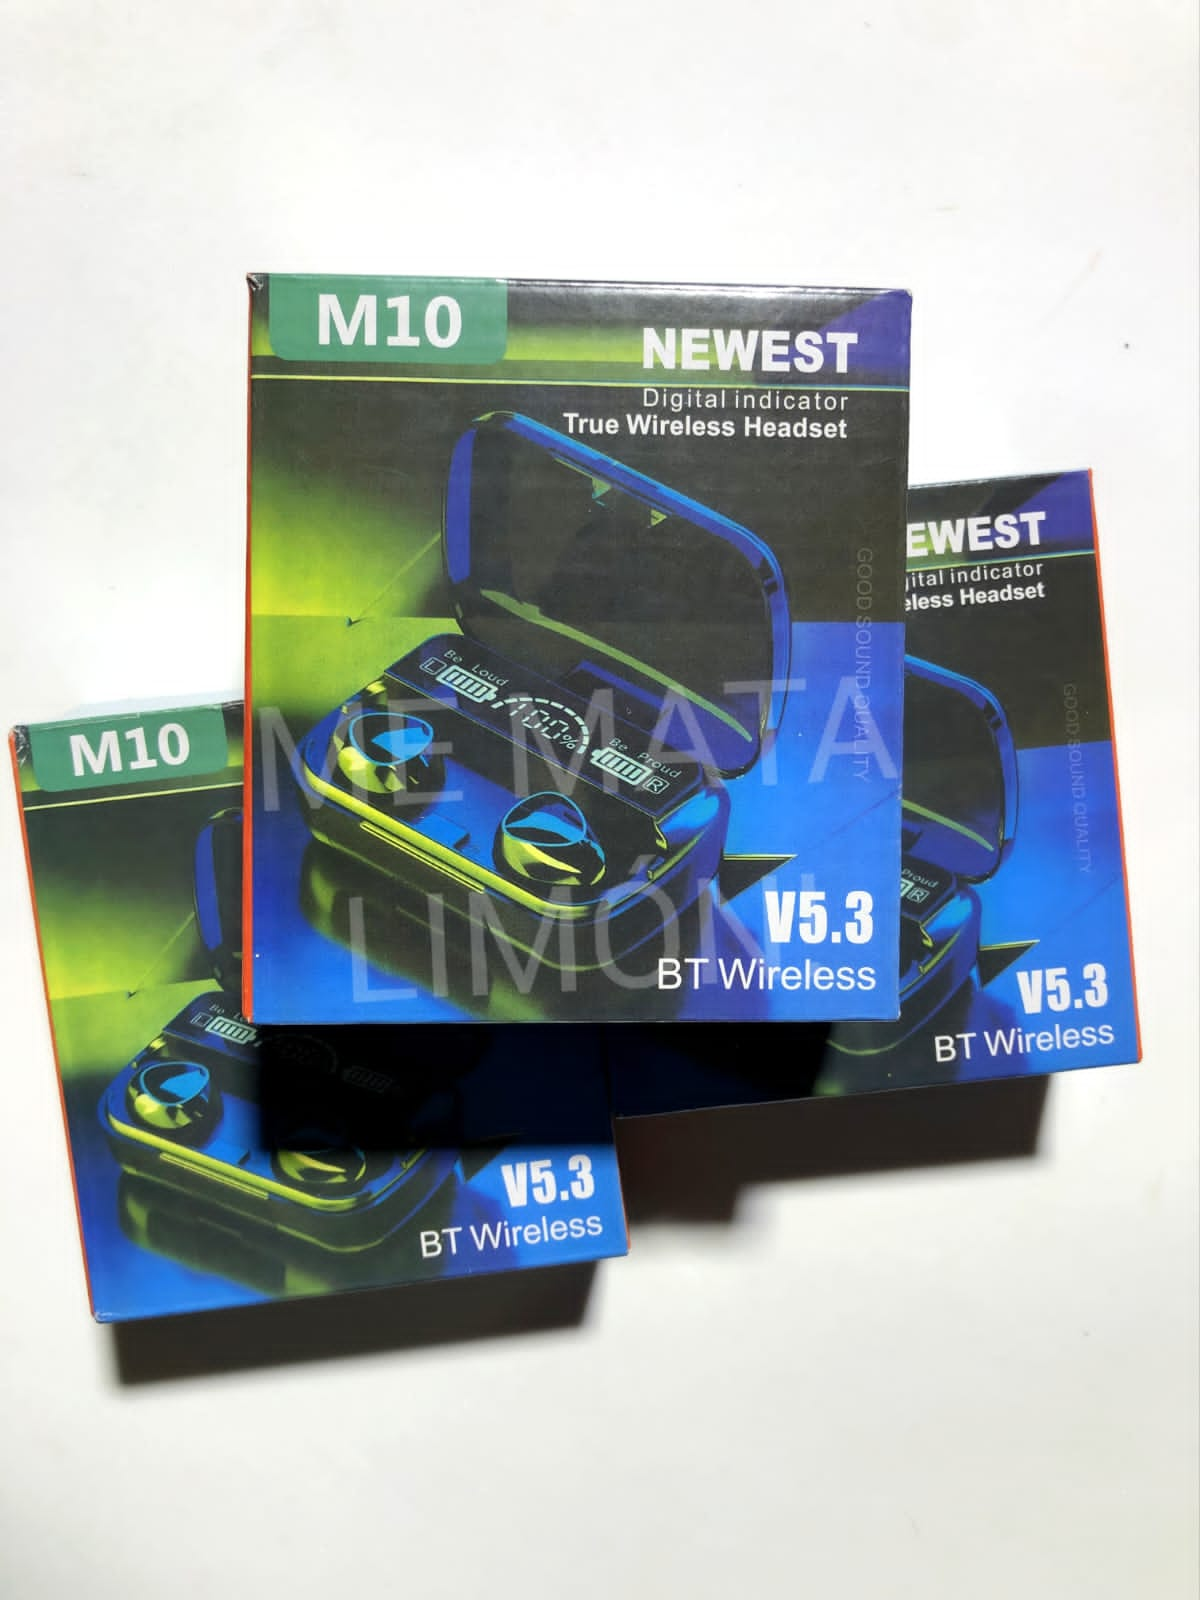 M10
NEWEST
Digital indicator
True Wireless Headset
GOOD SOUND QUALITY
Be Loud
L
100%
Be Proud
R
ME MATA
LIMÓN.
V5.3
BT Wireless
EWEST
gital indicator
eless Headset
GOOD SOUND QUALITY
Proud
R
V5.3
BT Wireless
M10
Be L
L
V5.3
BT Wireless